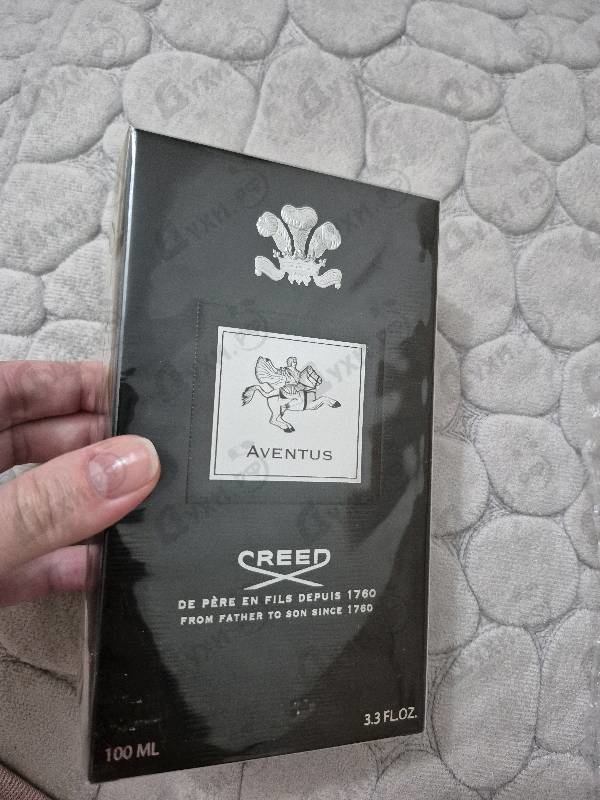 AVENTUS
CREED
DE PÈRE EN FILS DEPUIS 1760
FROM FATHER TO SON SINCE 1760
3.3 FL.OZ.
100 ML